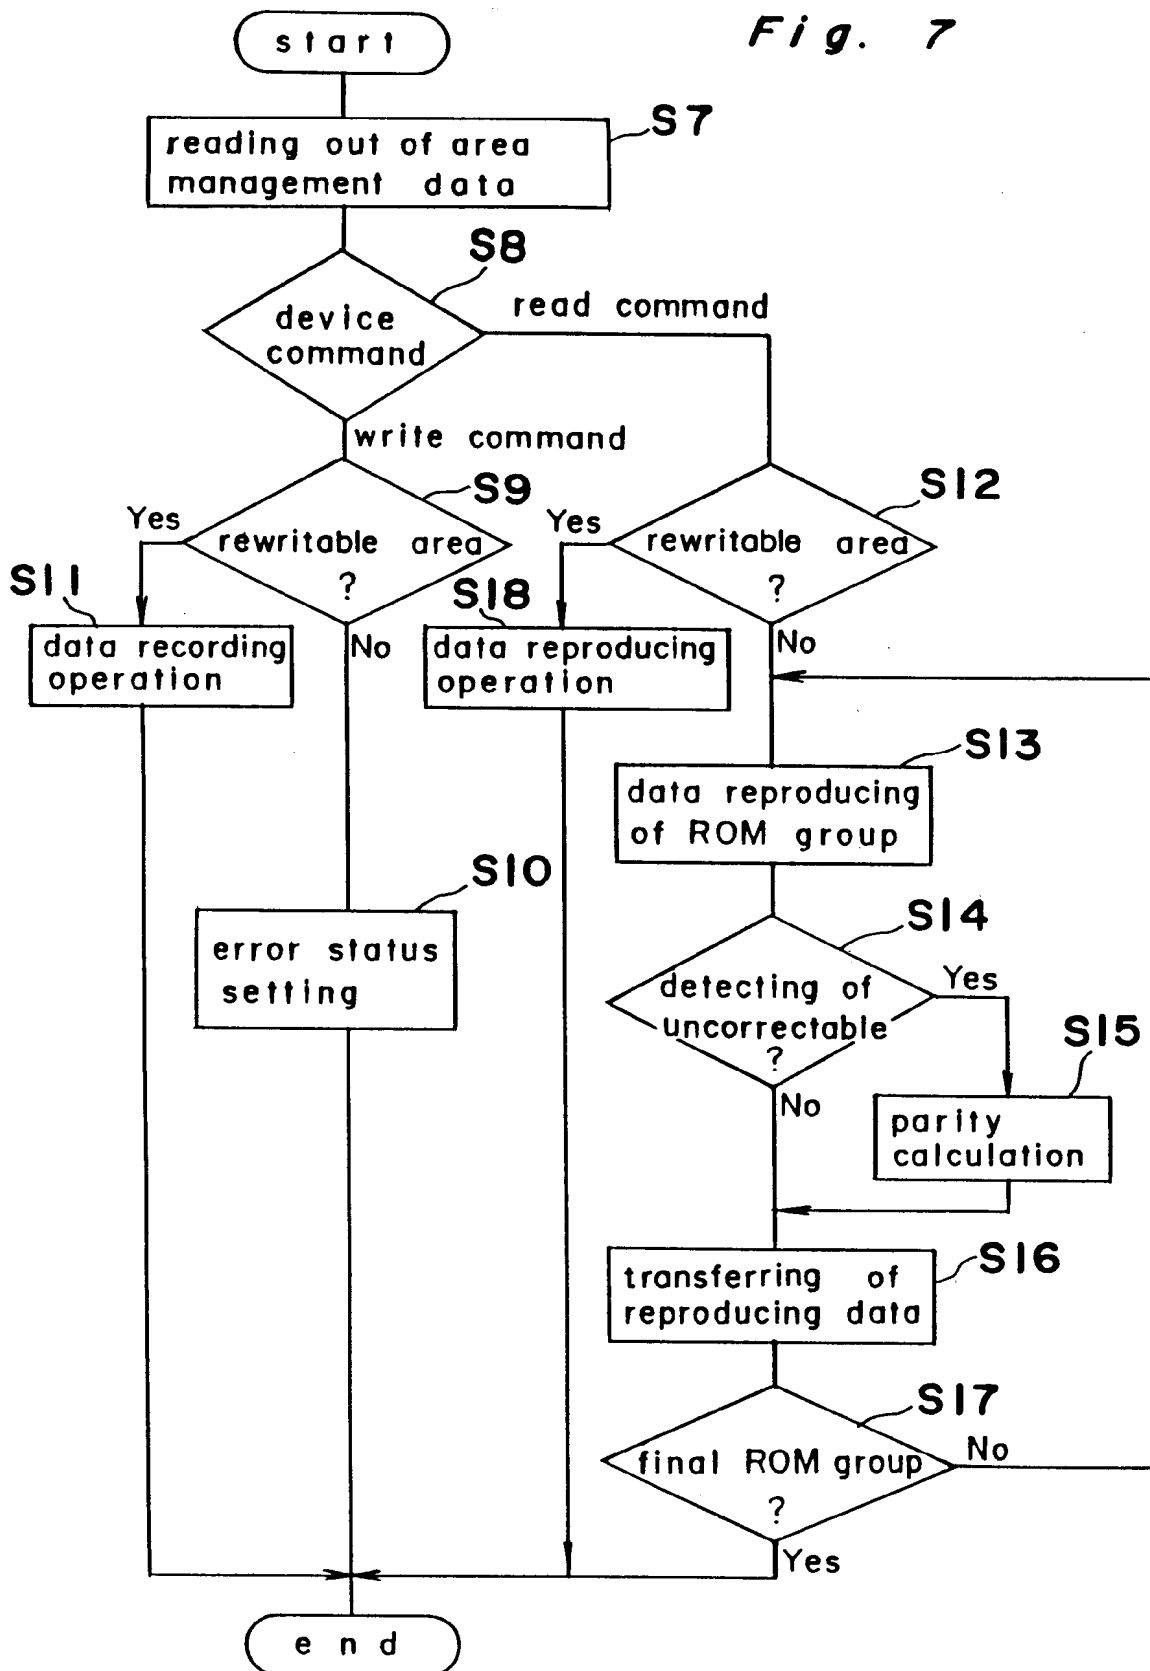 Fig. 7
start
S7
reading out of area
management data
S8
device
command
read command
write command
S9
rewritable area
?
Yes
No
S12
rewritable area
?
Yes
No
S11
data recording
operation
S18
data reproducing
operation
S13
data reproducing
of ROM group
S10
error status
setting
S14
detecting of
uncorrectable
?
Yes
No
S15
parity
calculation
S16
transferring of
reproducing data
S17
final ROM group
?
No
Yes
end